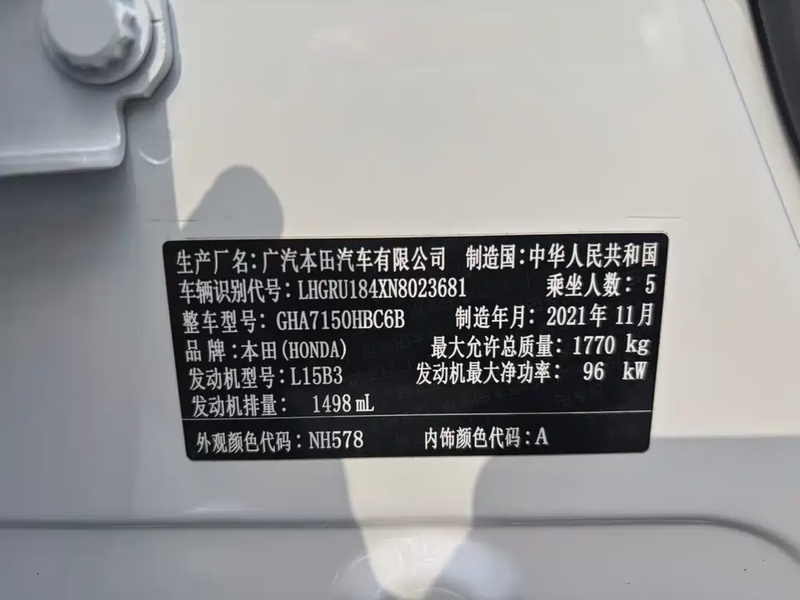 生产厂名：广汽本田汽车有限公司 制造国：中华人民共和国
车辆识别代号：LHGRU184XN8023681 乘坐人数：5
整车型号：GHA7150HBC6B 制造年月：2021年11月
品牌：本田(HONDA) 最大允许总质量：1770 kg
发动机型号：L15B3 发动机最大净功率：96 kW
发动机排量：1498 mL
外观颜色代码：NH578 内饰颜色代码：A